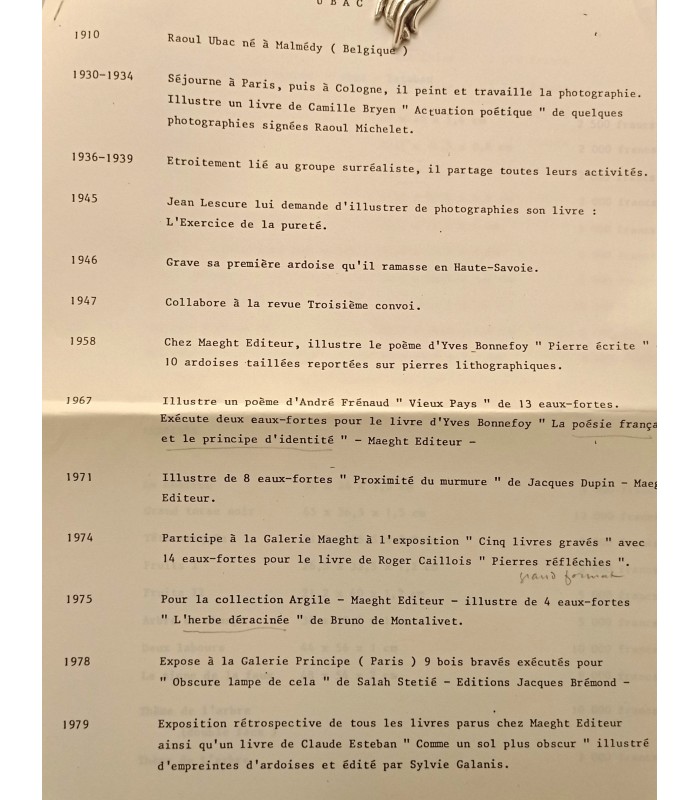 UBAC
1910 Raoul Ubac né à Malmédy ( Belgique )
1930-1934 Séjourne à Paris, puis à Cologne, il peint et travaille la photographie.
Illustre un livre de Camille Bryen " Actuation poétique " de quelques
photographies signées Raoul Michelet.
1936-1939 Etroitement lié au groupe surréaliste, il partage toutes leurs activités.
1945 Jean Lescure lui demande d'illustrer de photographies son livre :
L'Exercice de la pureté.
1946 Grave sa première ardoise qu'il ramasse en Haute-Savoie.
1947 Collabore à la revue Troisième convoi.
1958 Chez Maeght Editeur, illustre le poème d'Yves Bonnefoy " Pierre écrite "
10 ardoises taillées reportées sur pierres lithographiques.
1967 Illustre un poème d'André Frénaud " Vieux Pays " de 13 eaux-fortes.
Exécute deux eaux-fortes pour le livre d'Yves Bonnefoy " La poésie frança
et le principe d'identité " - Maeght Editeur -
1971 Illustre de 8 eaux-fortes " Proximité du murmure " de Jacques Dupin - Maeg
Editeur.
1974 Participe à la Galerie Maeght à l'exposition " Cinq livres gravés " avec
14 eaux-fortes pour le livre de Roger Caillois " Pierres réfléchies ".
grand format
1975 Pour la collection Argile - Maeght Editeur - illustre de 4 eaux-fortes
" L'herbe déracinée " de Bruno de Montalivet.
1978 Expose à la Galerie Principe ( Paris ) 9 bois bravés exécutés pour
" Obscure lampe de cela " de Salah Stetié - Editions Jacques Brémond -
1979 Exposition rétrospective de tous les livres parus chez Maeght Editeur
ainsi qu'un livre de Claude Esteban " Comme un sol plus obscur " illustré
d'empreintes d'ardoises et édité par Sylvie Galanis.